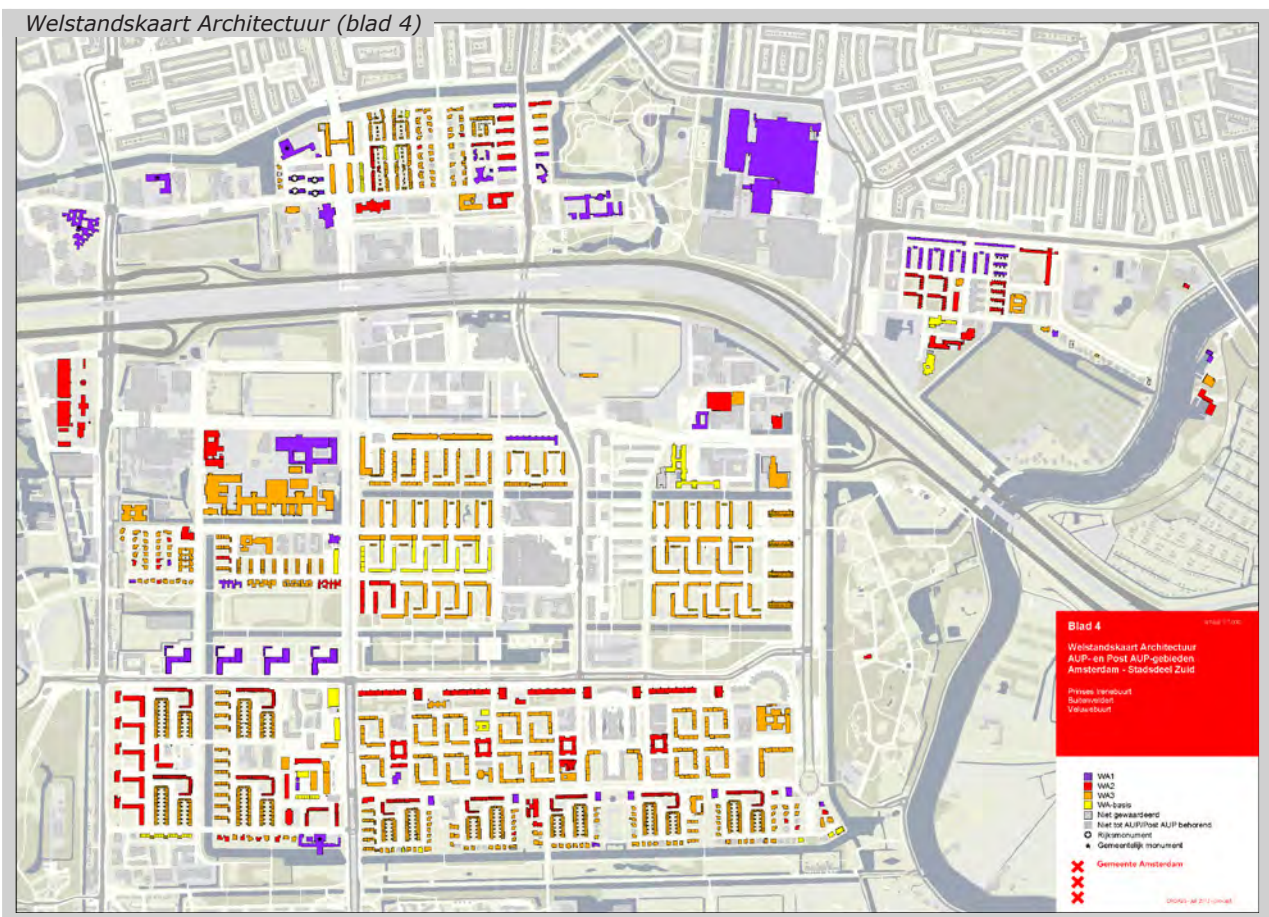 Welstandskaart Architectuur (blad 4)
Blad 4
Welstandskaart Architectuur
AUP- en Post AUP-gebieden
Amsterdam - Stadsdeel Zuid
Prinses Irenebuurt
Buitenveldert
Veluwebuurt
WA1
WA2
WA3
WA-basis
Niet gewaardeerd
Niet tot AUP/Post AUP behorend
Rijksmonument
Gemeentelijk monument
Gemeente Amsterdam